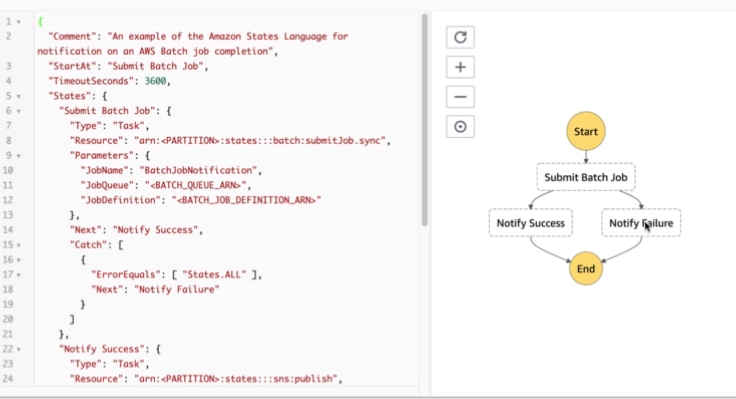 1 {
2 "Comment": "An example of the Amazon States Language for
notification on an AWS Batch job completion",
3 "StartAt": "Submit Batch Job",
4 "TimeoutSeconds": 3600,
5 "States": {
6 "Submit Batch Job": {
7 "Type": "Task",
8 "Resource": "arn:<PARTITION>:states:::batch:submitJob.sync",
9 "Parameters": {
10 "JobName": "BatchJobNotification",
11 "JobQueue": "<BATCH_QUEUE_ARN>",
12 "JobDefinition": "<BATCH_JOB_DEFINITION_ARN>"
13 },
14 "Next": "Notify Success",
15 "Catch": [
16 {
17 "ErrorEquals": [ "States.ALL" ],
18 "Next": "Notify Failure"
19 }
20 ]
21 },
22 "Notify Success": {
23 "Type": "Task",
24 "Resource": "arn:<PARTITION>:states:::sns:publish",
Start
Submit Batch Job
Notify Success
Notify Failure
End